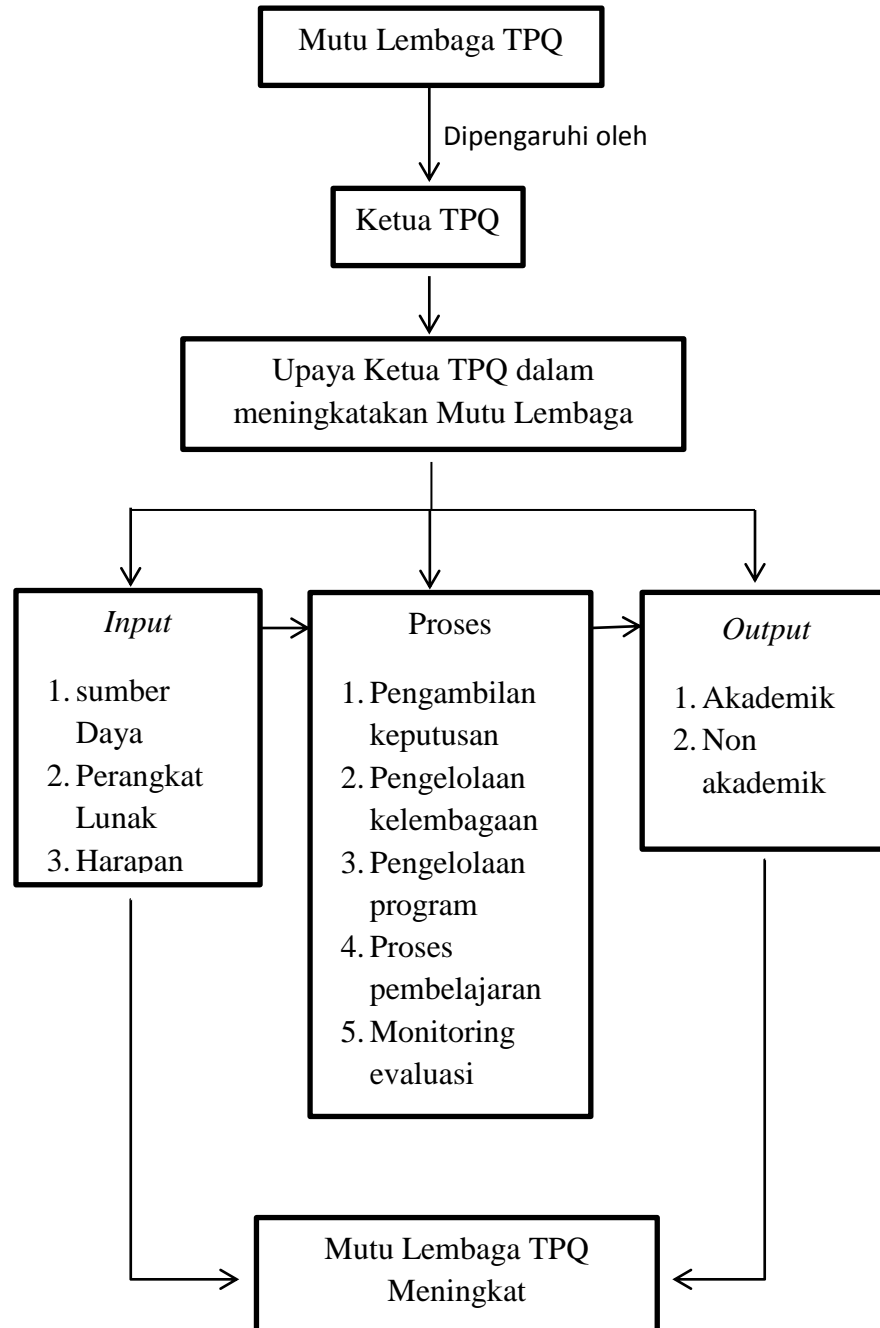 Mutu Lembaga TPQ
Dipengaruhi oleh
Ketua TPQ
Upaya Ketua TPQ dalam
meningkatakan Mutu Lembaga
Input
1. sumber
Daya
2. Perangkat
Lunak
3. Harapan
Proses
1. Pengambilan
keputusan
2. Pengelolaan
kelembagaan
3. Pengelolaan
program
4. Proses
pembelajaran
5. Monitoring
evaluasi
Output
1. Akademik
2. Non
akademik
Mutu Lembaga TPQ
Meningkat